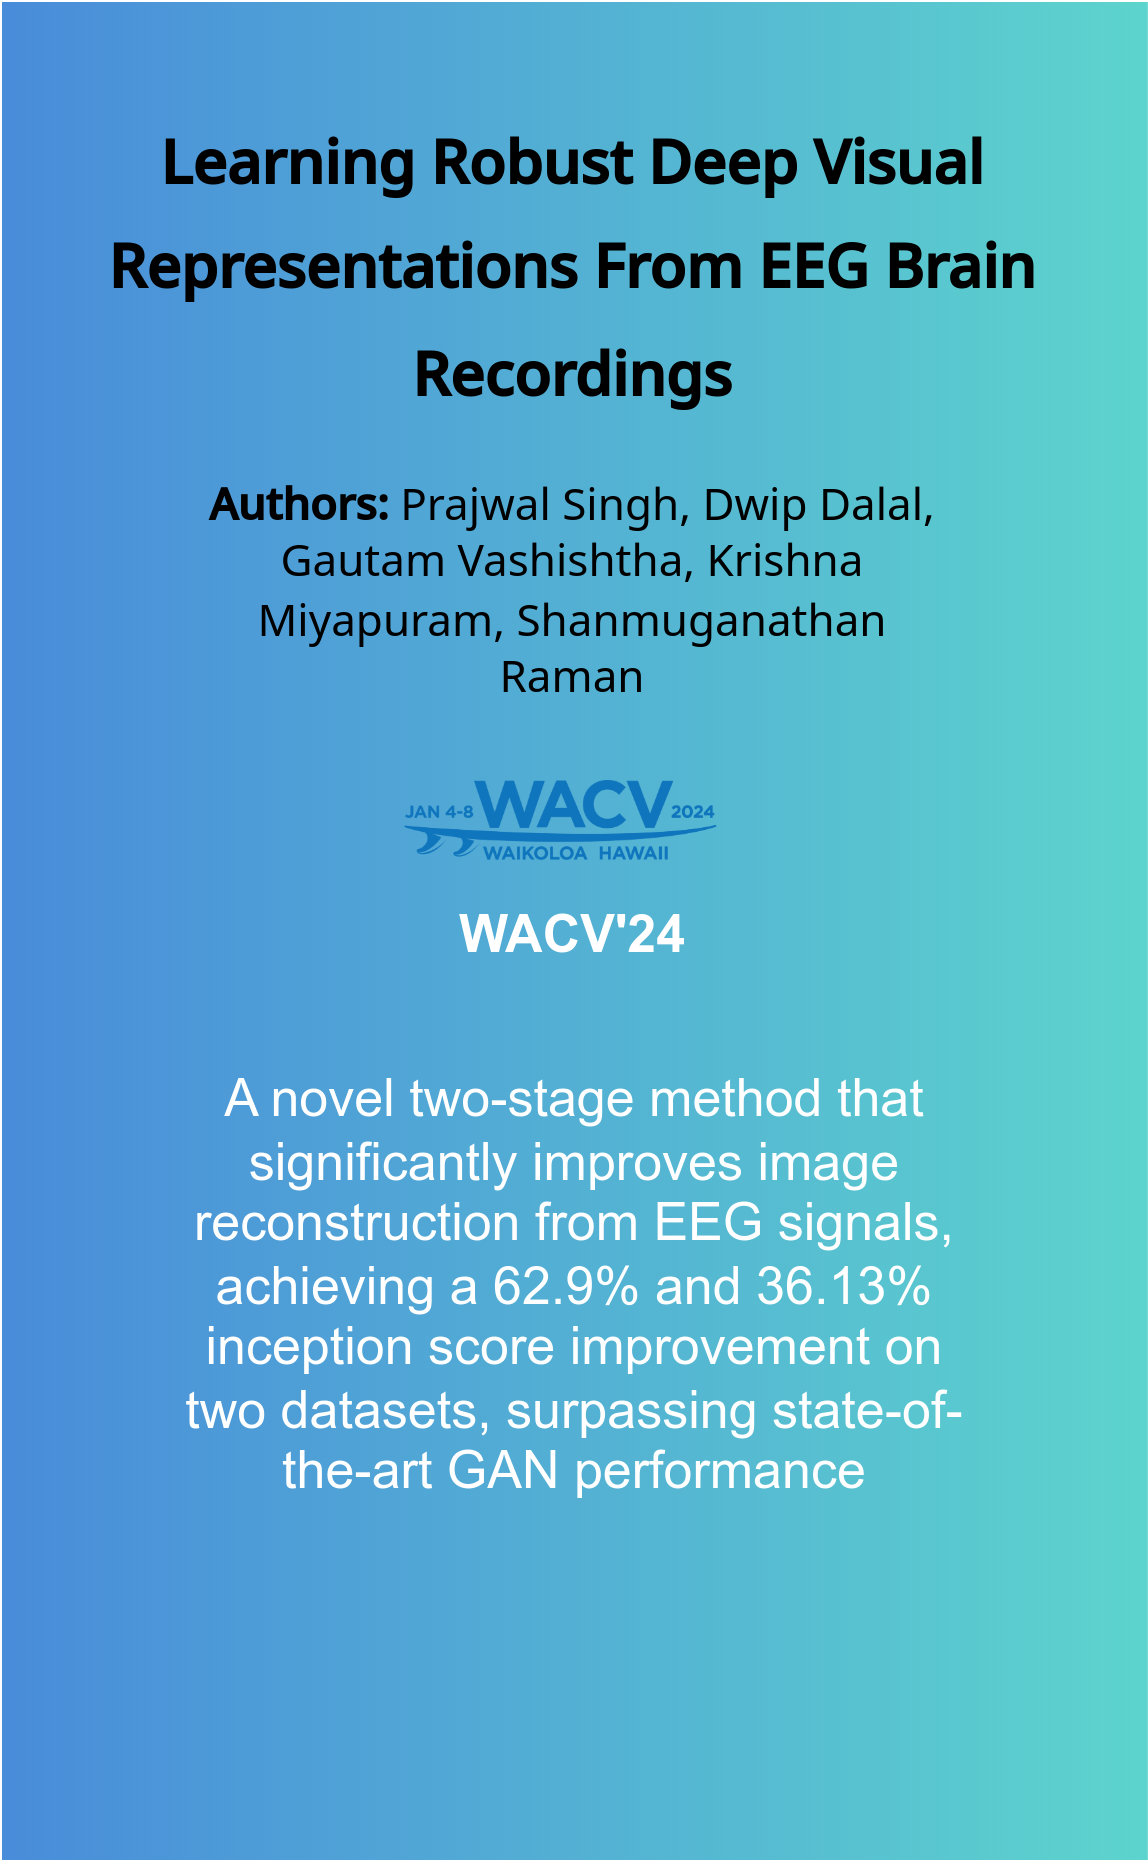 Learning Robust Deep Visual
Representations From EEG Brain
Recordings
Authors: Prajwal Singh, Dwip Dalal,
Gautam Vashishtha, Krishna
Miyapuram, Shanmuganathan
Raman
JAN 4-8 WACV 2024
WAIKOLOA HAWAII
WACV'24
A novel two-stage method that
significantly improves image
reconstruction from EEG signals,
achieving a 62.9% and 36.13%
inception score improvement on
two datasets, surpassing state-of-
the-art GAN performance